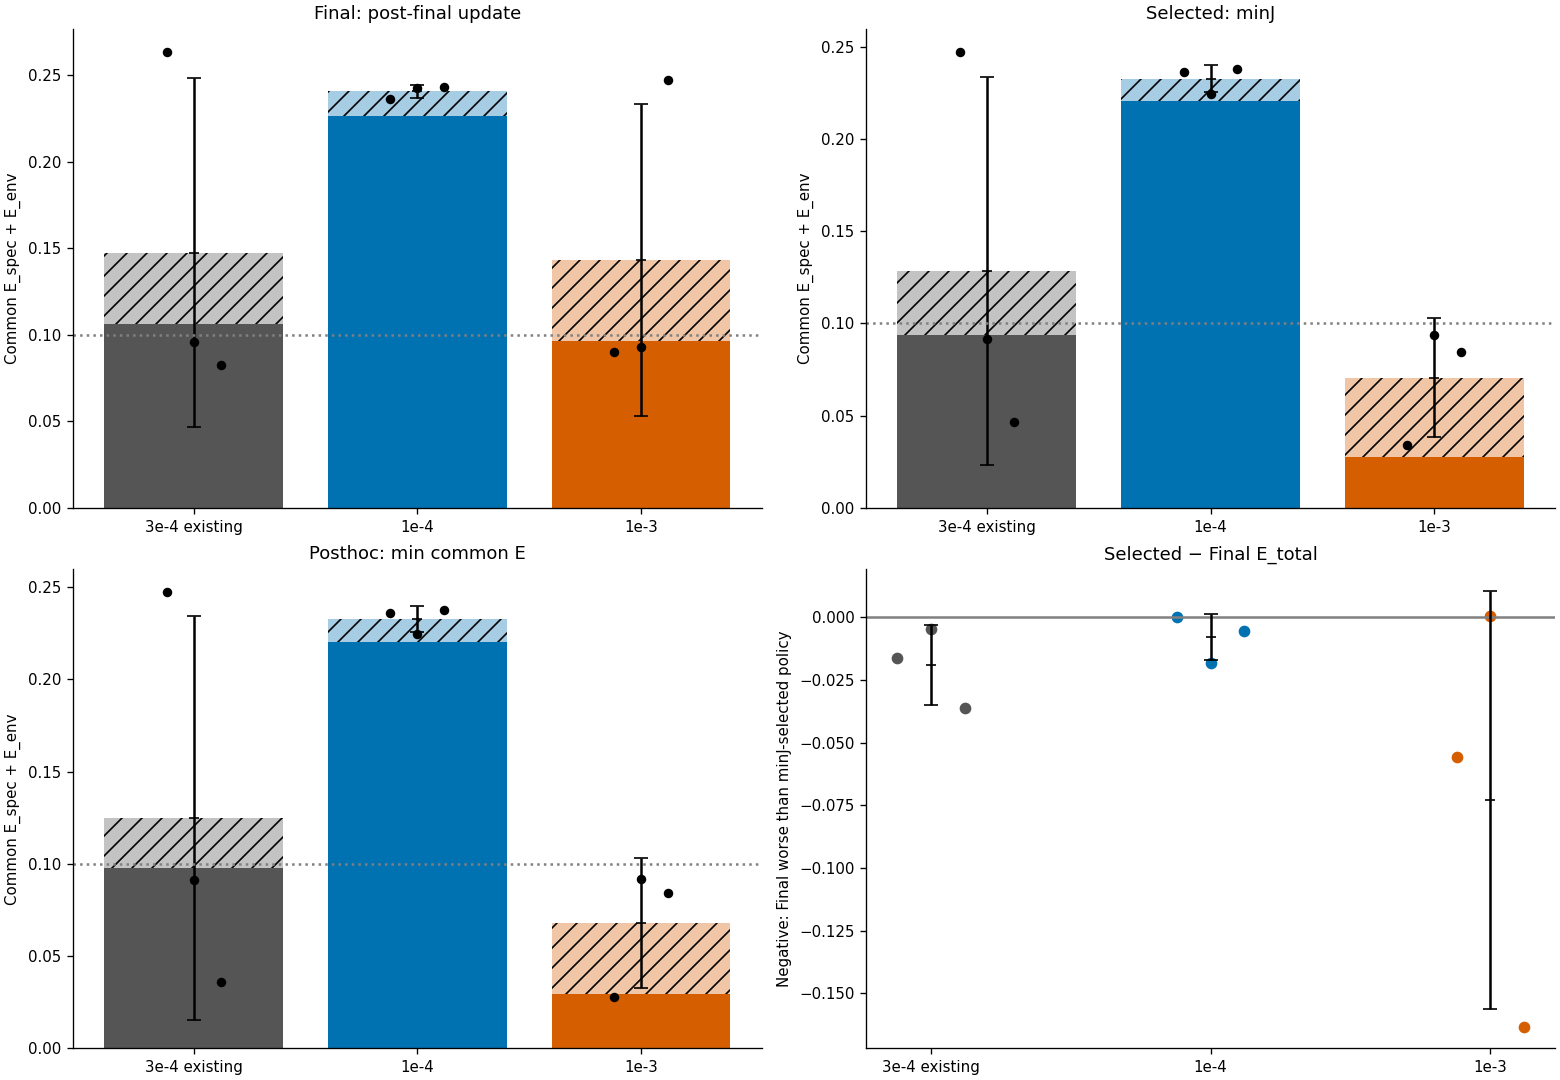 Final: post-final update
Common E_spec + E_env
0.25
0.20
0.15
0.10
0.05
0.00
3e-4 existing
1e-4
1e-3
Selected: minJ
Common E_spec + E_env
0.25
0.20
0.15
0.10
0.05
0.00
3e-4 existing
1e-4
1e-3
Posthoc: min common E
Common E_spec + E_env
0.25
0.20
0.15
0.10
0.05
0.00
3e-4 existing
1e-4
1e-3
Selected − Final E_total
Negative: Final worse than minJ-selected policy
0.000
−0.025
−0.050
−0.075
−0.100
−0.125
−0.150
3e-4 existing
1e-4
1e-3